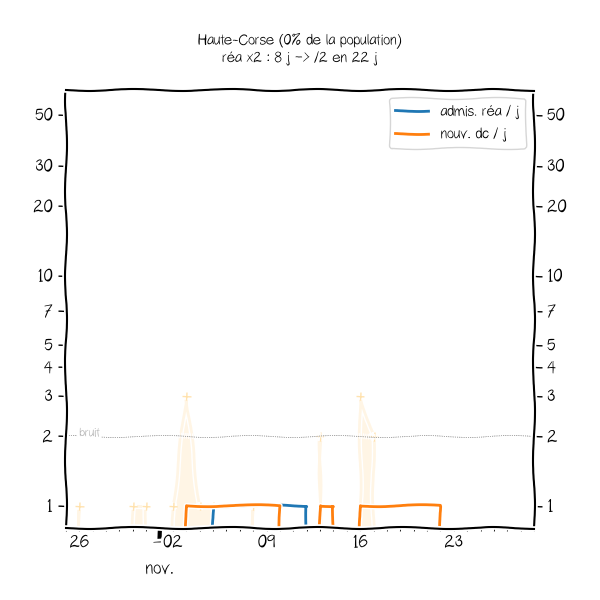 Haute-Corse (0% de la population)
réa x2 : 8 j -> /2 en 22 j
admis. réa / j
nouv. dc / j
50 50
30 30
20 20
10 10
7 7
5 5
4 4
3 3
bruit
2 2
1 1
26 02 09 16 23
nov.